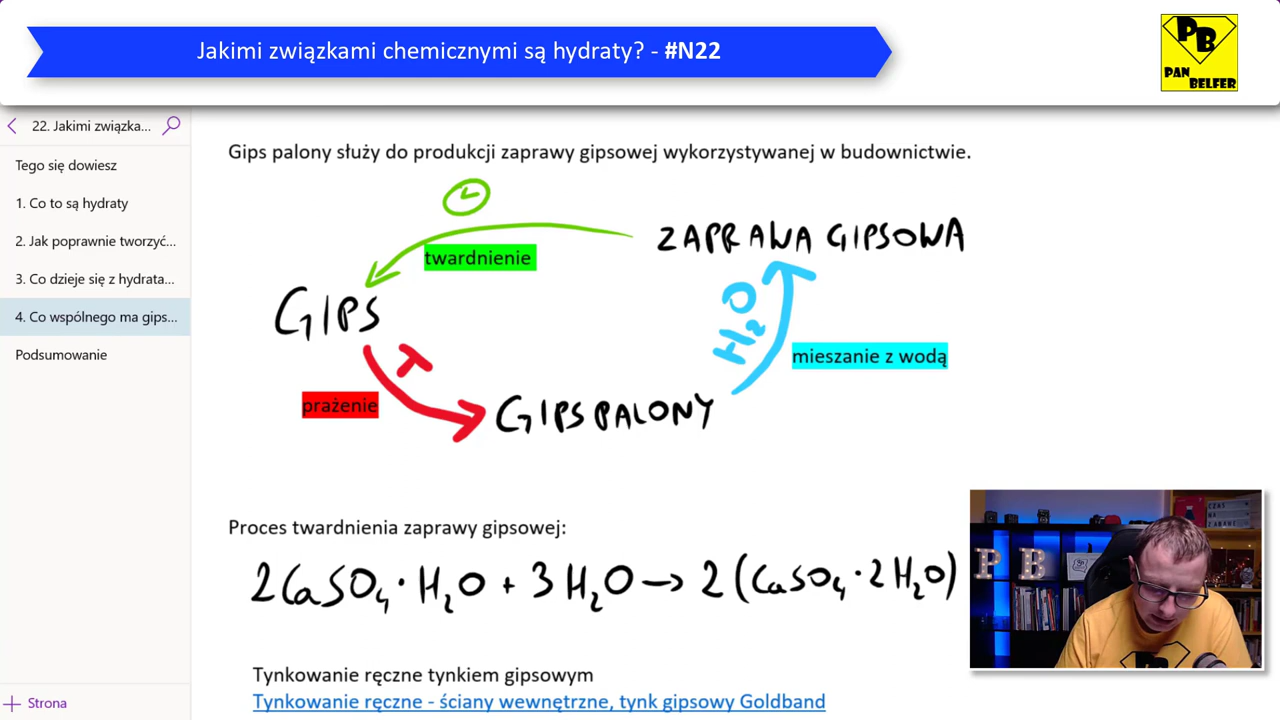 Jakimi związkami chemicznymi są hydraty? - #N22
PB
PAN
BELFER
22. Jakimi związka...
Tego się dowiesz
1. Co to są hydraty
2. Jak poprawnie tworzyć...
3. Co dzieje się z hydrata...
4. Co wspólnego ma gips...
Podsumowanie
Strona
Gips palony służy do produkcji zaprawy gipsowej wykorzystywanej w budownictwie.
ZAPRAWA GIPSOWA
twardnienie
GIPS
H₂O
T
mieszanie z wodą
prażenie
GIPS PALONY
Proces twardnienia zaprawy gipsowej:
2CaSO₄·H₂O + 3H₂O → 2(CaSO₄·2H₂O)
P B
CZAS
NA
ZABAWĘ
Tynkowanie ręczne tynkiem gipsowym
Tynkowanie ręczne - ściany wewnętrzne, tynk gipsowy Goldband